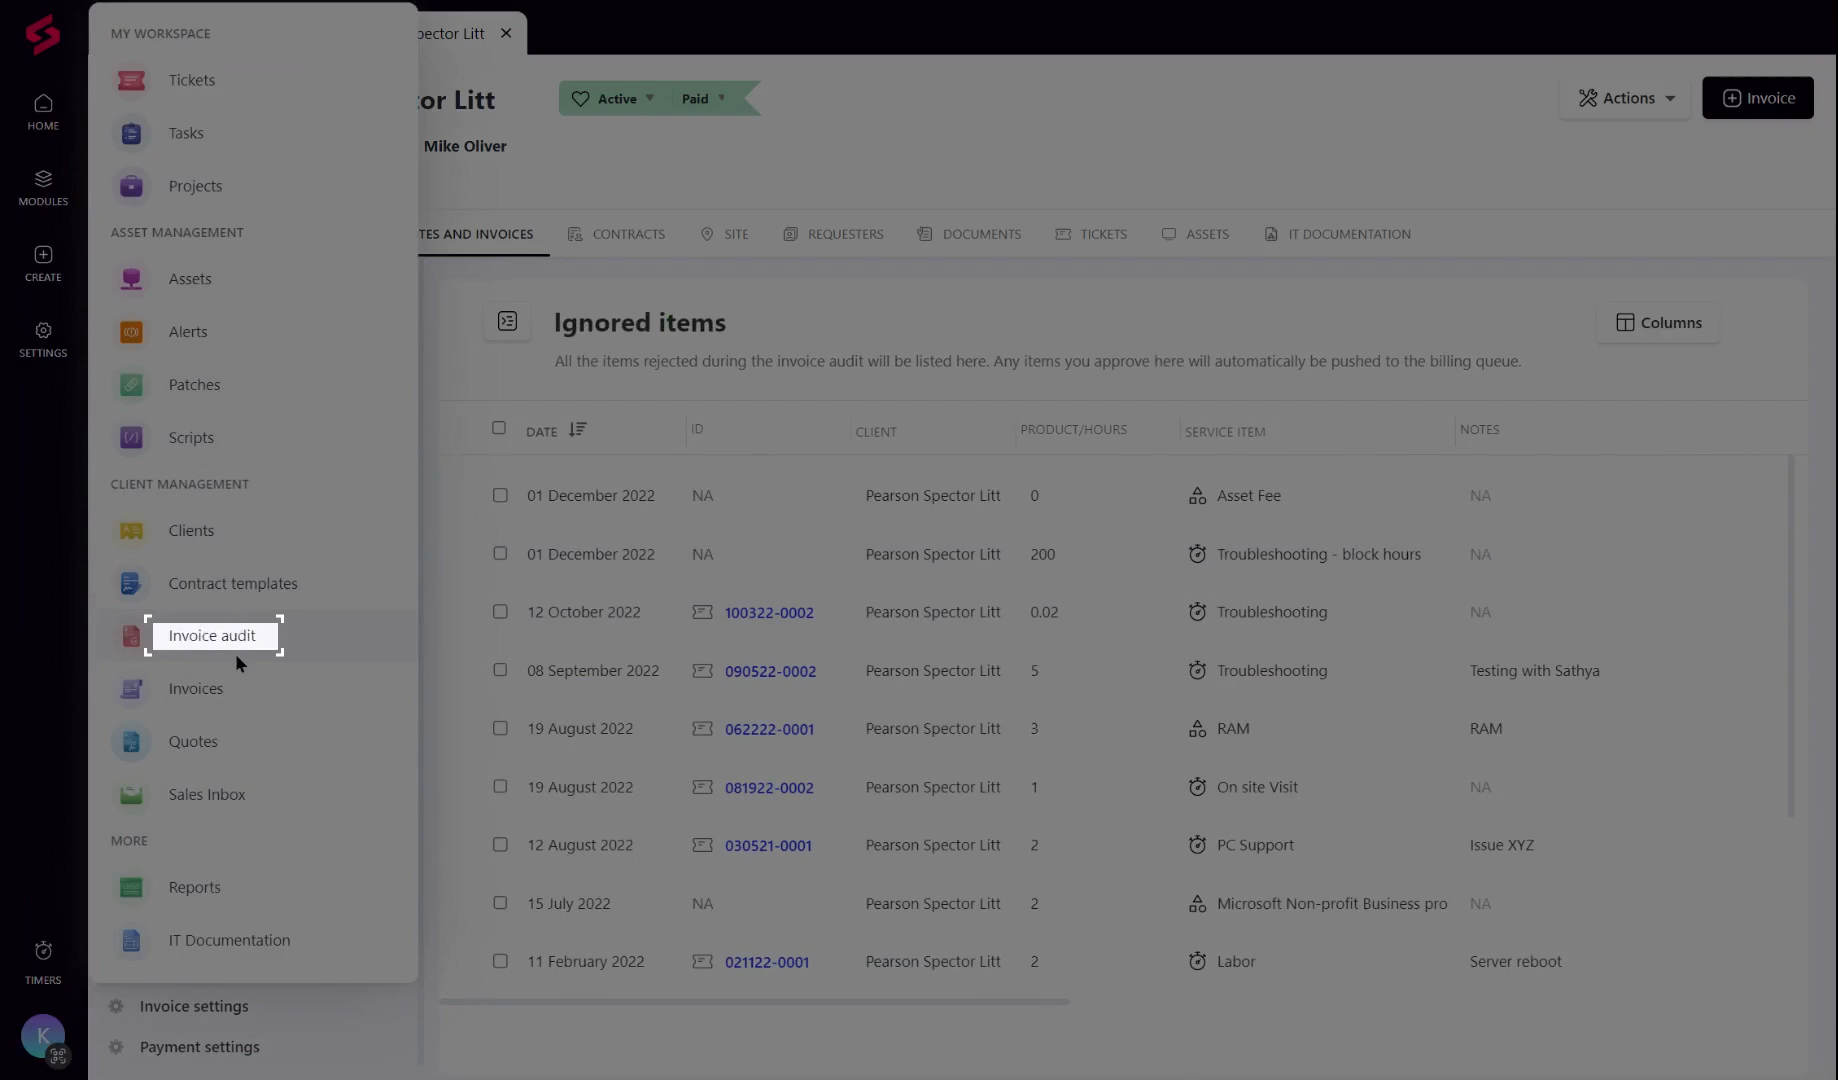 HOME
MODULES
CREATE
SETTINGS
TIMERS
K
MY WORKSPACE
Tickets
Tasks
Projects
ASSET MANAGEMENT
Assets
Alerts
Patches
Scripts
CLIENT MANAGEMENT
Clients
Contract templates
Invoice audit
Invoices
Quotes
Sales Inbox
MORE
Reports
IT Documentation
Invoice settings
Payment settings
pector Litt
tor Litt
Active
Paid
Actions
Invoice
Mike Oliver
TES AND INVOICES
CONTRACTS
SITE
REQUESTERS
DOCUMENTS
TICKETS
ASSETS
IT DOCUMENTATION
Ignored items
Columns
All the items rejected during the invoice audit will be listed here. Any items you approve here will automatically be pushed to the billing queue.
DATE ID CLIENT PRODUCT/HOURS SERVICE ITEM NOTES
01 December 2022 NA Pearson Spector Litt 0 Asset Fee NA
01 December 2022 NA Pearson Spector Litt 200 Troubleshooting - block hours NA
12 October 2022 100322-0002 Pearson Spector Litt 0.02 Troubleshooting NA
08 September 2022 090522-0002 Pearson Spector Litt 5 Troubleshooting Testing with Sathya
19 August 2022 062222-0001 Pearson Spector Litt 3 RAM RAM
19 August 2022 081922-0002 Pearson Spector Litt 1 On site Visit NA
12 August 2022 030521-0001 Pearson Spector Litt 2 PC Support Issue XYZ
15 July 2022 NA Pearson Spector Litt 2 Microsoft Non-profit Business pro NA
11 February 2022 021122-0001 Pearson Spector Litt 2 Labor Server reboot